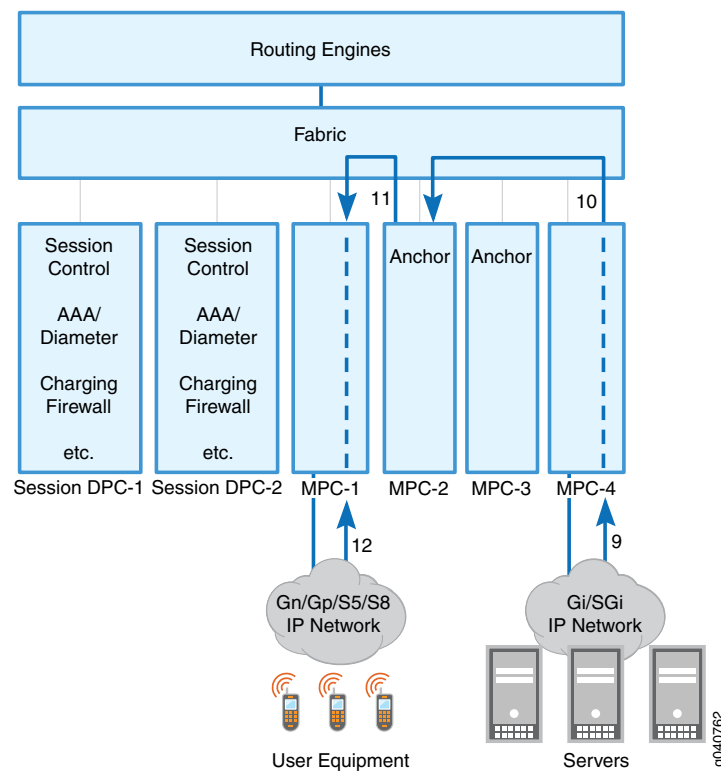 Routing Engines
Fabric
11
10
Session
Control
AAA/
Diameter
Charging
Firewall
etc.
Session
Control
AAA/
Diameter
Charging
Firewall
etc.
Anchor
Anchor
Session DPC-1
Session DPC-2
MPC-1
MPC-2
MPC-3
MPC-4
12
9
Gn/Gp/S5/S8
IP Network
Gi/SGi
IP Network
User Equipment
Servers
g040762